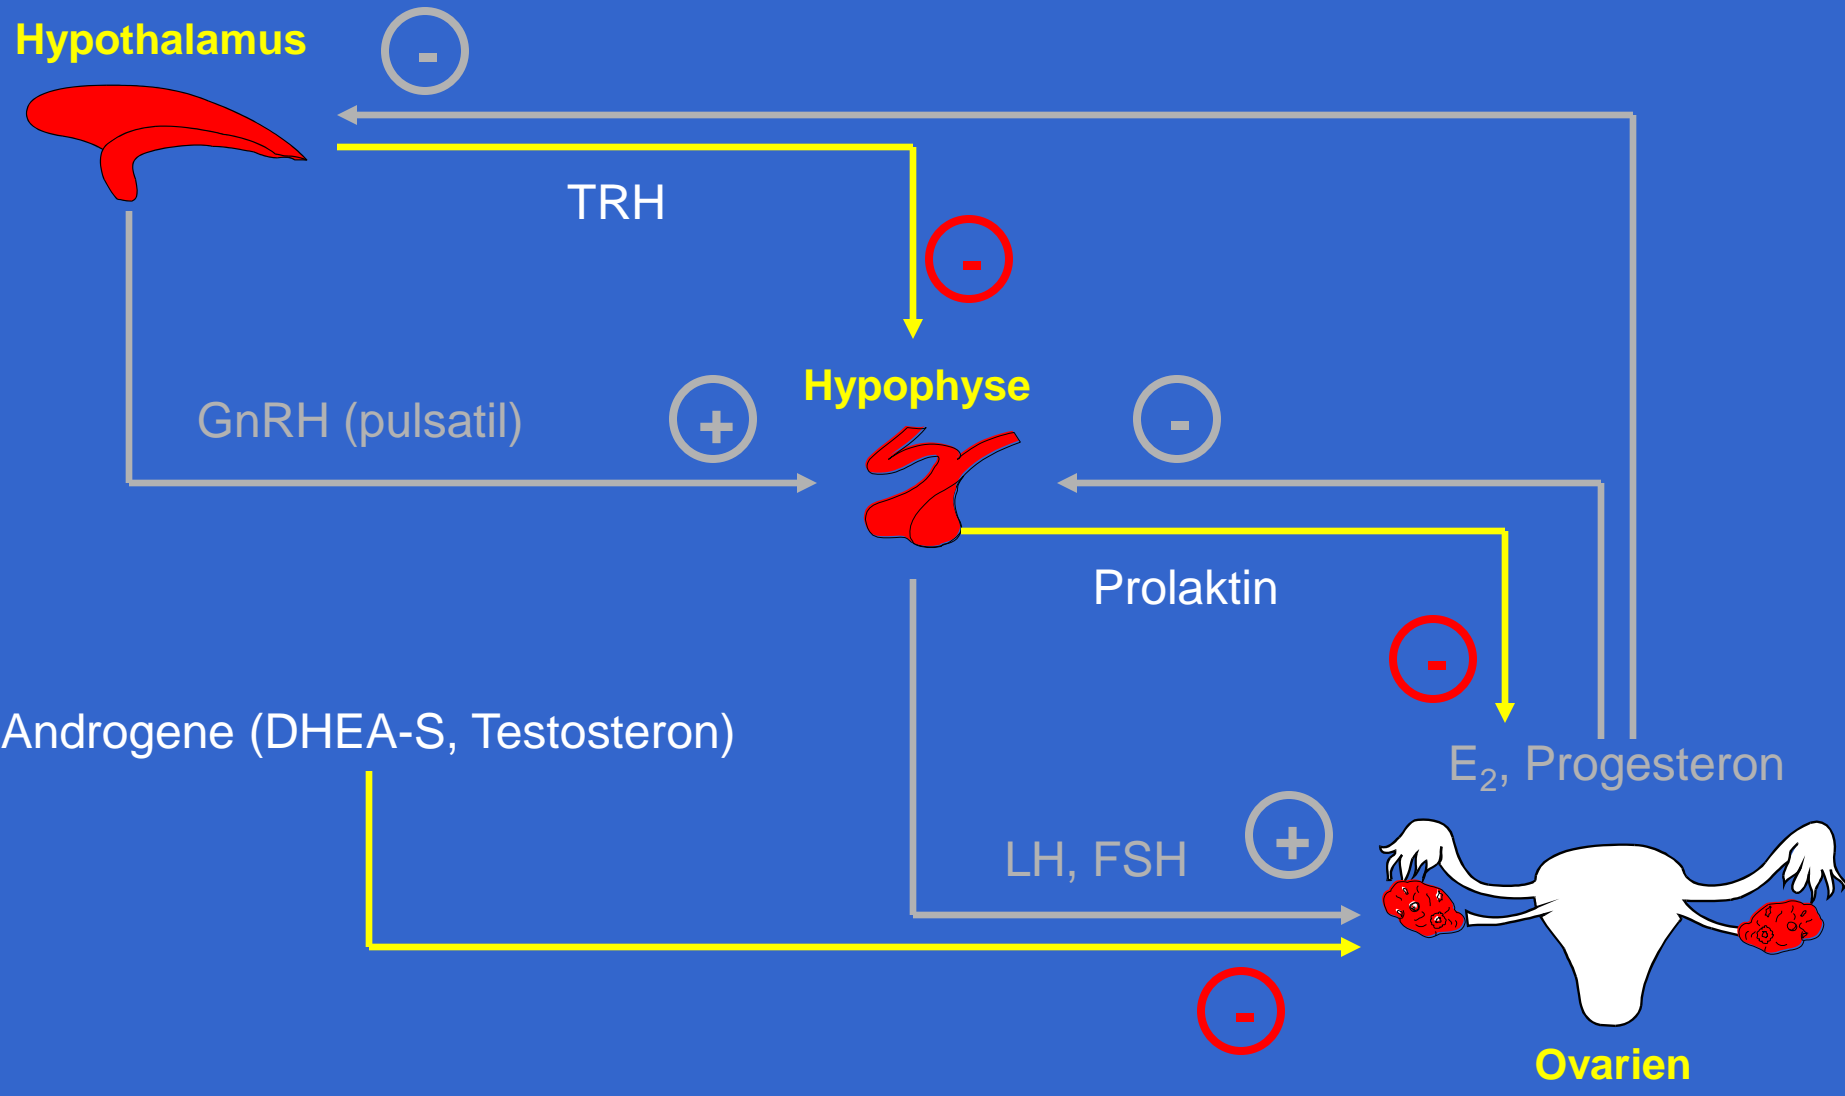 Hypothalamus
-
TRH
-
Hypophyse
GnRH (pulsatil)
+
-
Prolaktin
-
Androgene (DHEA-S, Testosteron)
E₂, Progesteron
LH, FSH
+
-
Ovarien